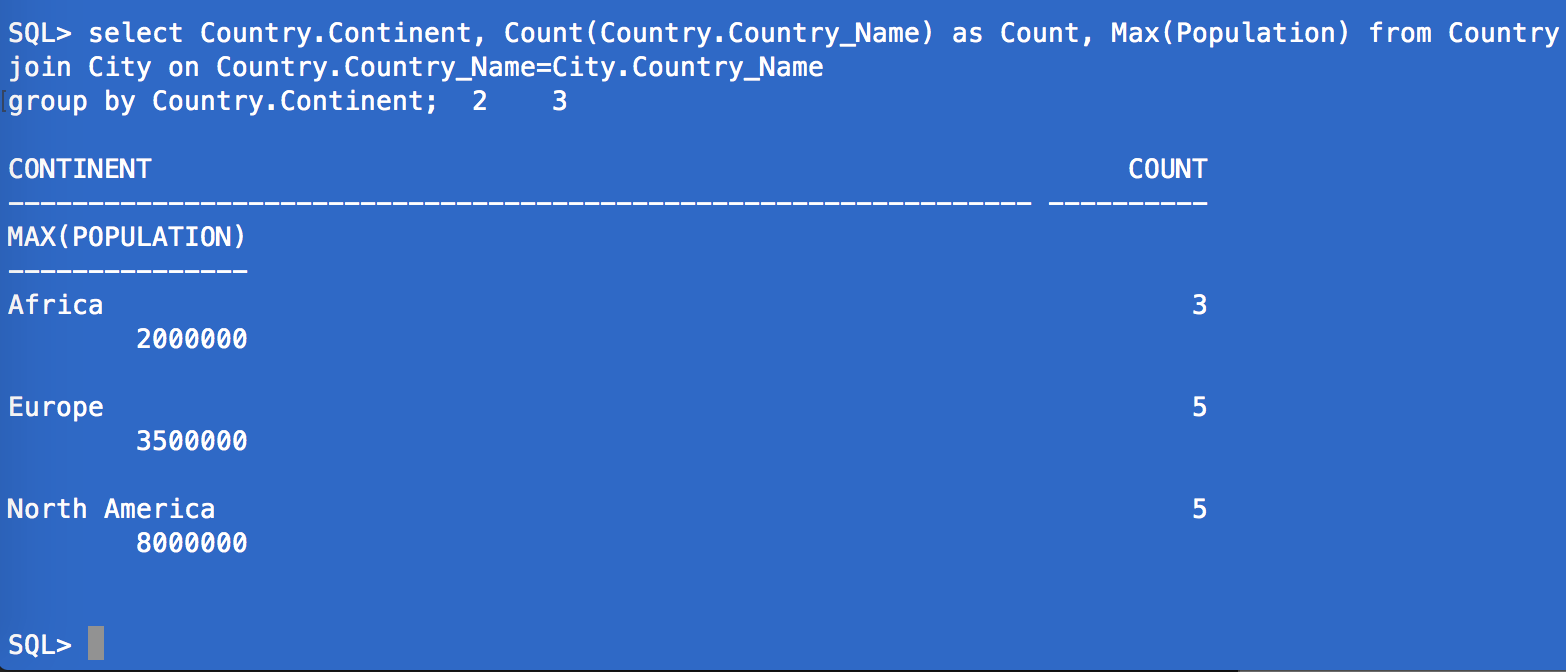 SQL> select Country.Continent, Count(Country.Country_Name) as Count, Max(Population) from Country
join City on Country.Country_Name=City.Country_Name
[group by Country.Continent;  2    3
CONTINENT                                                                 COUNT
---------------------------------------------------------------- ----------
MAX(POPULATION)
---------------
Africa                                                                        3
        2000000
Europe                                                                        5
        3500000
North America                                                                 5
        8000000
SQL>